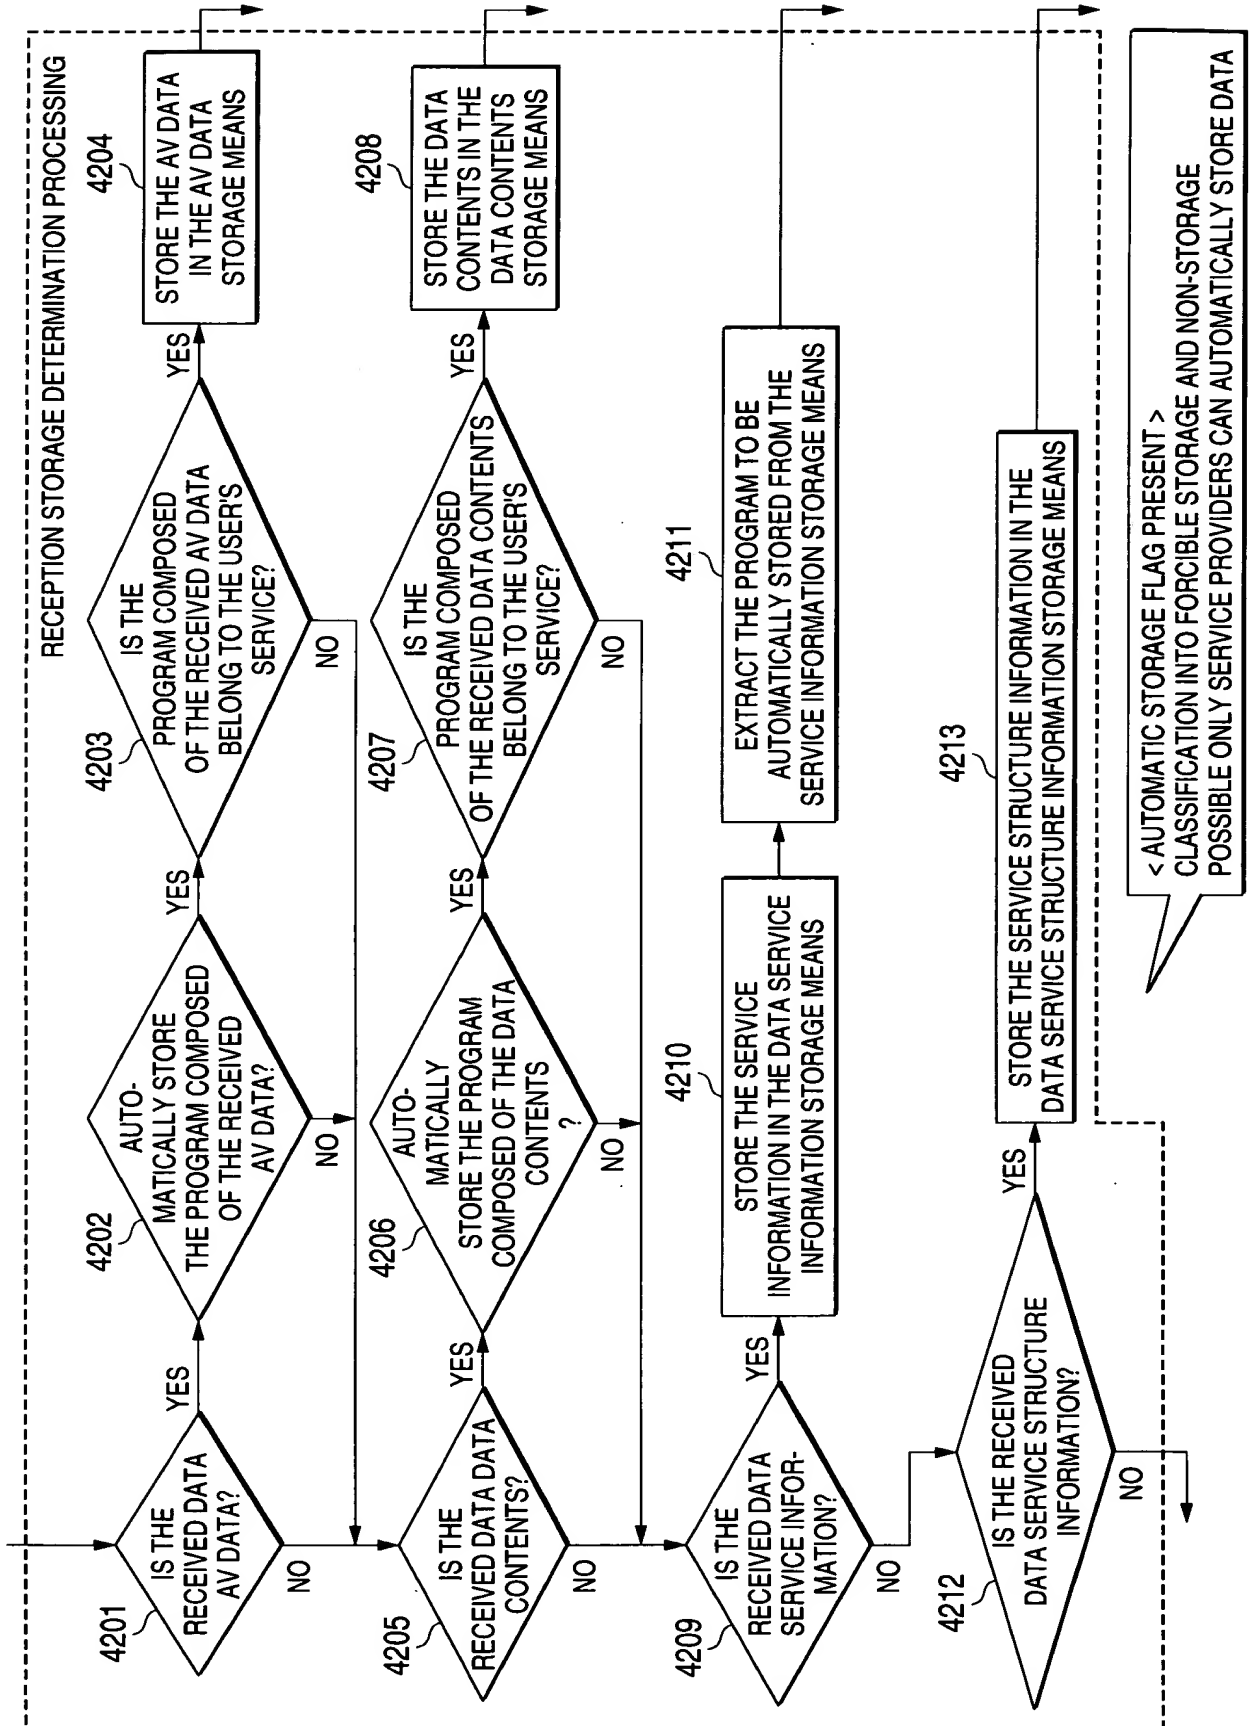 RECEPTION STORAGE DETERMINATION PROCESSING
4201
IS THE
RECEIVED DATA
AV DATA?
YES
NO
4202
AUTO-
MATICALLY STORE
THE PROGRAM COMPOSED
OF THE RECEIVED
AV DATA?
YES
NO
4203
IS THE
PROGRAM COMPOSED
OF THE RECEIVED AV DATA
BELONG TO THE USER'S
SERVICE?
YES
NO
4204
STORE THE AV DATA
IN THE AV DATA
STORAGE MEANS
4205
IS THE
RECEIVED DATA DATA
CONTENTS?
YES
NO
4206
AUTO-
MATICALLY
STORE THE PROGRAM
COMPOSED OF THE DATA
CONTENTS
?
YES
NO
4207
IS THE
PROGRAM COMPOSED
OF THE RECEIVED DATA CONTENTS
BELONG TO THE USER'S
SERVICE?
YES
NO
4208
STORE THE DATA
CONTENTS IN THE
DATA CONTENTS
STORAGE MEANS
4209
IS THE
RECEIVED DATA
SERVICE INFOR-
MATION?
YES
NO
4210
STORE THE SERVICE
INFORMATION IN THE DATA SERVICE
INFORMATION STORAGE MEANS
4211
EXTRACT THE PROGRAM TO BE
AUTOMATICALLY STORED FROM THE
SERVICE INFORMATION STORAGE MEANS
4212
IS THE RECEIVED
DATA SERVICE STRUCTURE
INFORMATION?
YES
NO
4213
STORE THE SERVICE STRUCTURE INFORMATION IN THE
DATA SERVICE STRUCTURE INFORMATION STORAGE MEANS
< AUTOMATIC STORAGE FLAG PRESENT >
CLASSIFICATION INTO FORCIBLE STORAGE AND NON-STORAGE
POSSIBLE ONLY SERVICE PROVIDERS CAN AUTOMATICALLY STORE DATA